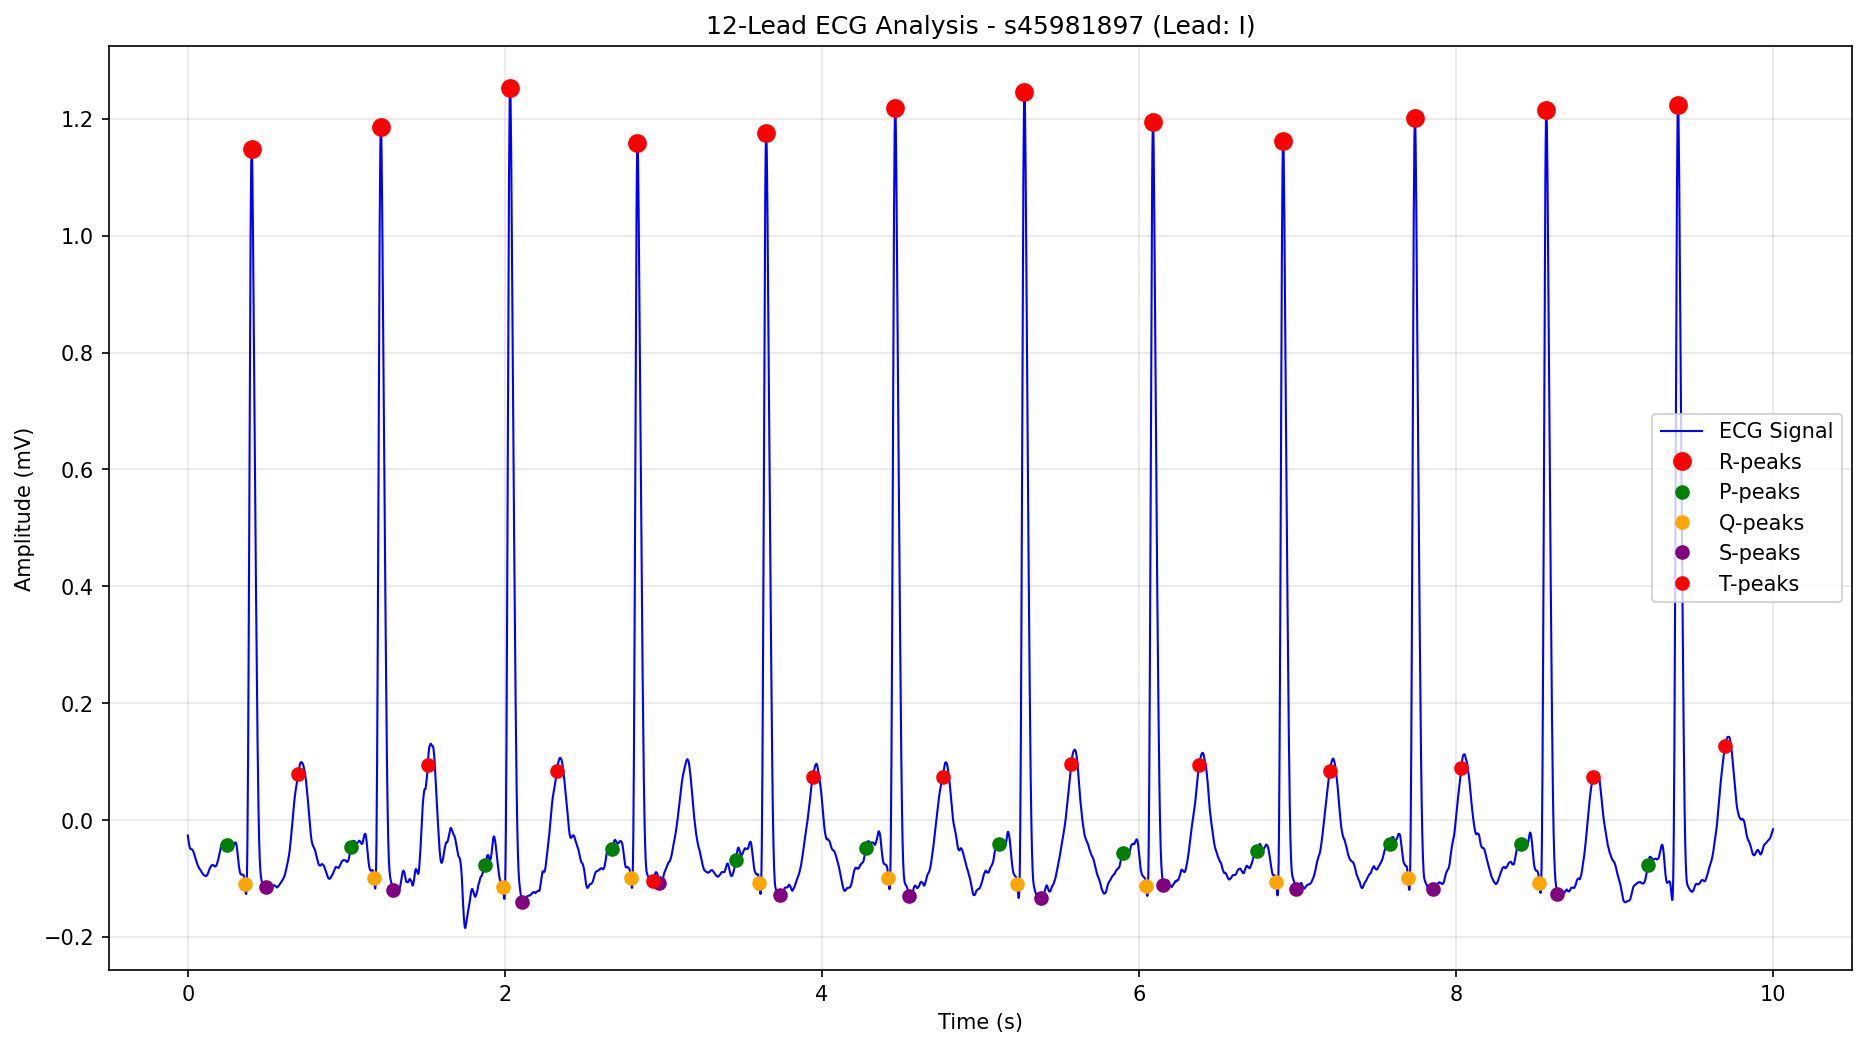 12-Lead ECG Analysis - s45981897 (Lead: I)
Amplitude (mV)
1.2
1.0
0.8
0.6
0.4
0.2
0.0
−0.2
ECG Signal
R-peaks
P-peaks
Q-peaks
S-peaks
T-peaks
0 2 4 6 8 10
Time (s)